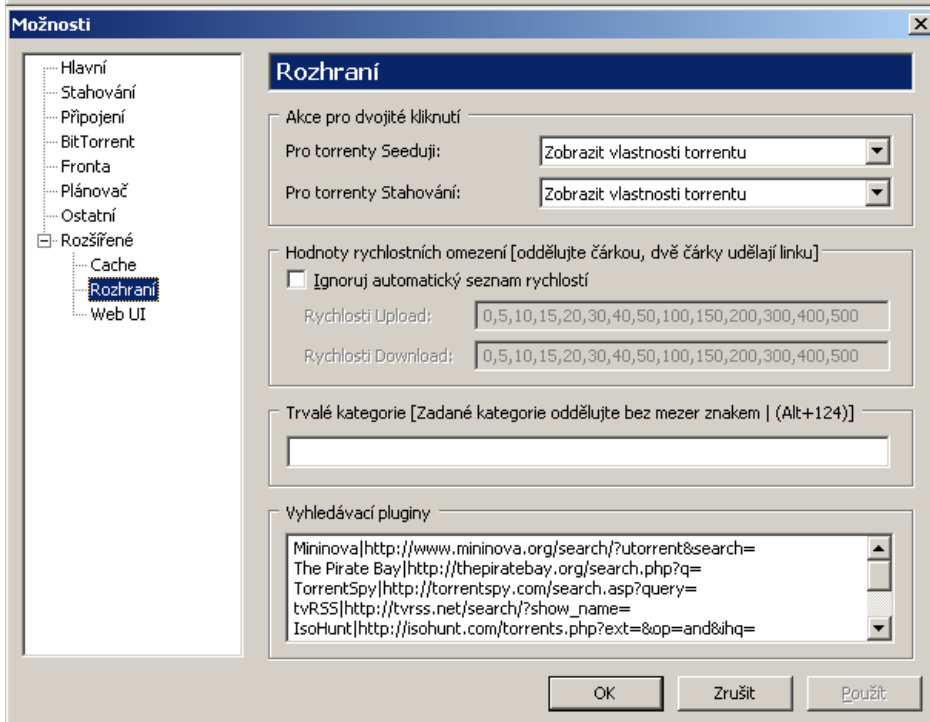 Možnosti
Hlavní
Stahování
Připojení
BitTorrent
Fronta
Plánovač
Ostatní
Rozšířené
Cache
Rozhraní
Web UI
Rozhraní
Akce pro dvojité kliknutí
Pro torrenty Seeduji: Zobrazit vlastnosti torrentu
Pro torrenty Stahování: Zobrazit vlastnosti torrentu
Hodnoty rychlostních omezení [oddělujte čárkou, dvě čárky udělají linku]
Ignoruj automatický seznam rychlostí
Rychlosti Upload: 0,5,10,15,20,30,40,50,100,150,200,300,400,500
Rychlosti Download: 0,5,10,15,20,30,40,50,100,150,200,300,400,500
Trvalé kategorie [Zadané kategorie oddělujte bez mezer znakem | (Alt+124)]
Vyhledávací pluginy
Mininova|http://www.mininova.org/search/?utorrent&search=
The Pirate Bay|http://thepiratebay.org/search.php?q=
TorrentSpy|http://torrentspy.com/search.asp?query=
tvRSS|http://tvrss.net/search/?show_name=
IsoHunt|http://isohunt.com/torrents.php?ext=&op=and&ihq=
OK Zrušit Použít